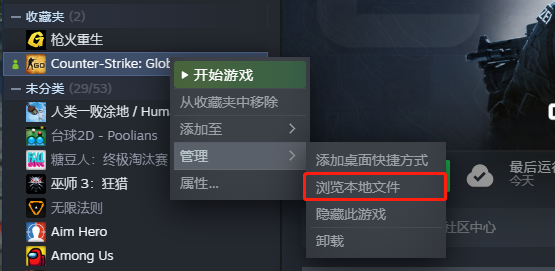 收藏夹 (2)
枪火重生
Counter-Strike: Glob
未分类 (29/53)
人类一败涂地 / Huma
台球2D - Poolians
糖豆人：终极淘汰赛
巫师 3：狂猎
无限法则
Aim Hero
Among Us
开始游戏
从收藏夹中移除
添加至
管理
属性...
添加桌面快捷方式
浏览本地文件
隐藏此游戏
卸载
最后运行
今天
社区中心